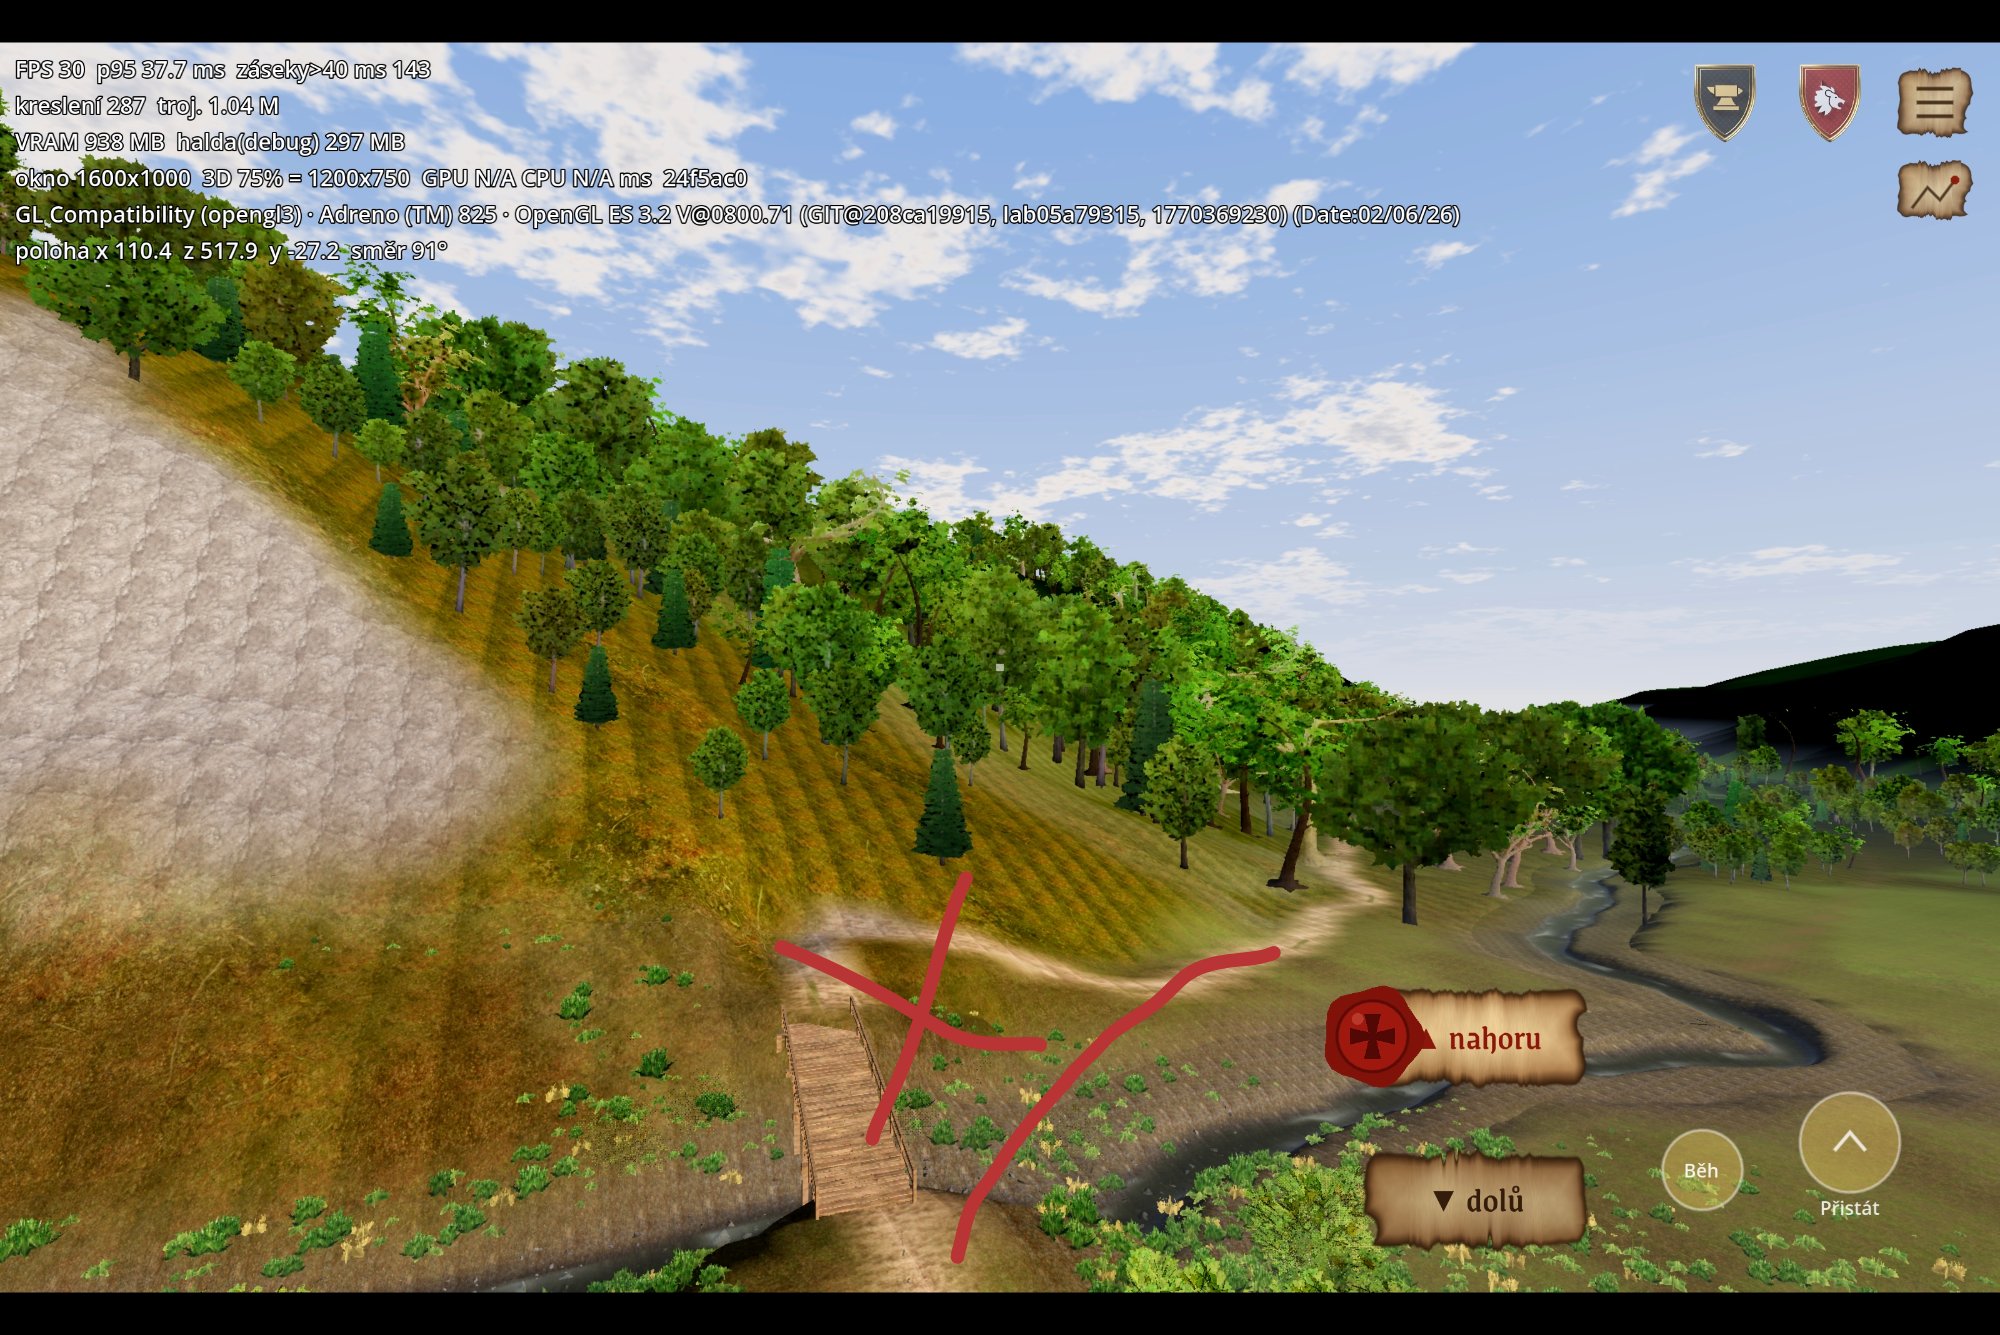 FPS 30 p95 37.7 ms záseky>40 ms 143
kreslení 287 troj. 1.04 M
VRAM 938 MB halda(debug) 297 MB
okno 1600x1000 3D 75% = 1200x750 GPU N/A CPU N/A ms 24f5ac0
GL Compatibility (opengl3) · Adreno (TM) 825 · OpenGL ES 3.2 V@0800.71 (GIT@208ca19915, Iab05a79315, 1770369230) (Date:02/06/26)
poloha x 110.4 z 517.9 y -27.2 směr 91°
▲ nahoru
Běh
▼ dolů
Přistát